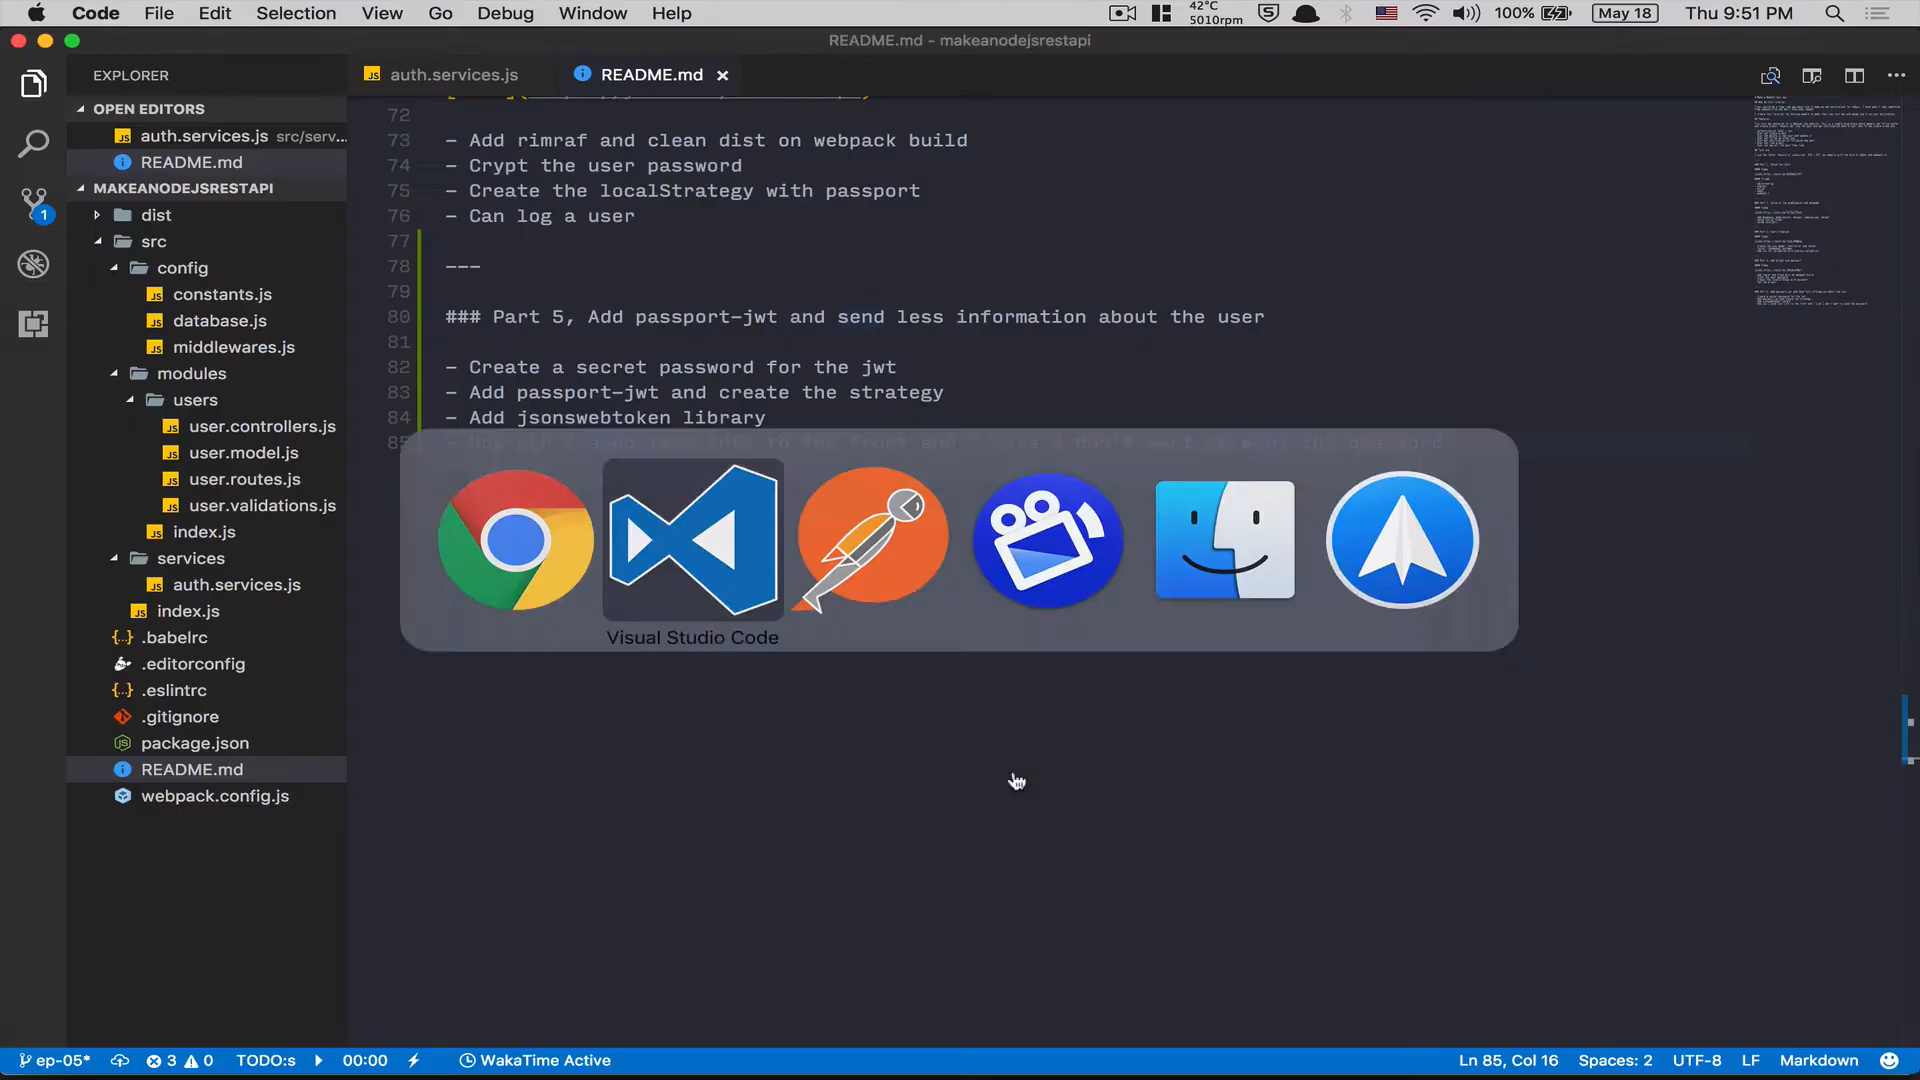 Code File Edit Selection View Go Debug Window Help 42°C 5010rpm 100% May 18 Thu 9:51 PM
README.md - makeanodejsrestapi
EXPLORER
OPEN EDITORS
auth.services.js src/serv...
README.md
MAKEANODEJSRESTAPI
dist
src
config
constants.js
database.js
middlewares.js
modules
users
user.controllers.js
user.model.js
user.routes.js
user.validations.js
index.js
services
auth.services.js
index.js
.babelrc
.editorconfig
.eslintrc
.gitignore
package.json
README.md
webpack.config.js
auth.services.js README.md
72
73 - Add rimraf and clean dist on webpack build
74 - Crypt the user password
75 - Create the localStrategy with passport
76 - Can log a user
77
78 ---
79
80 ### Part 5, Add passport-jwt and send less information about the user
81
82 - Create a secret password for the jwt
83 - Add passport-jwt and create the strategy
84 - Add jsonswebtoken library
85
Visual Studio Code
1
ep-05* 3 0 TODO:s 00:00 WakaTime Active Ln 85, Col 16 Spaces: 2 UTF-8 LF Markdown